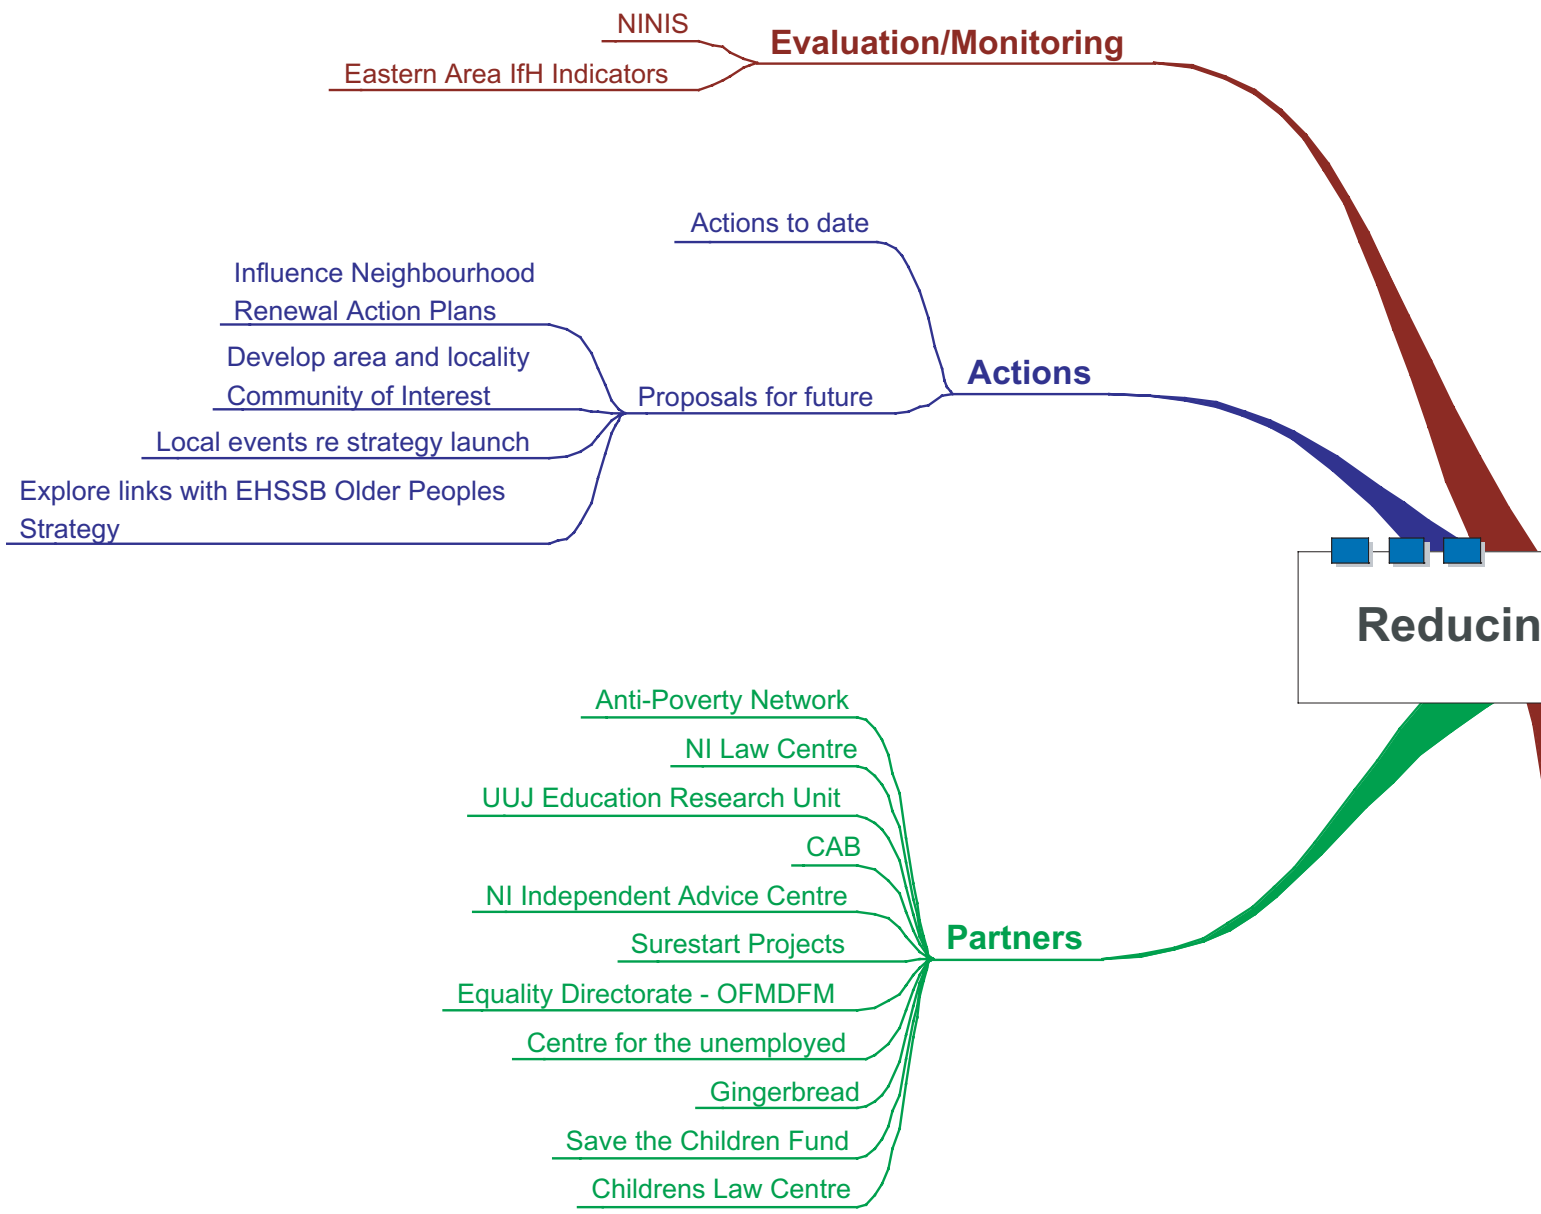 NINIS
Evaluation/Monitoring
Eastern Area IfH Indicators
Actions to date
Influence Neighbourhood
Renewal Action Plans
Develop area and locality
Community of Interest
Actions
Proposals for future
Local events re strategy launch
Explore links with EHSSB Older Peoples
Strategy
Reducin
Anti-Poverty Network
NI Law Centre
UUJ Education Research Unit
CAB
NI Independent Advice Centre
Partners
Surestart Projects
Equality Directorate - OFMDFM
Centre for the unemployed
Gingerbread
Save the Children Fund
Childrens Law Centre